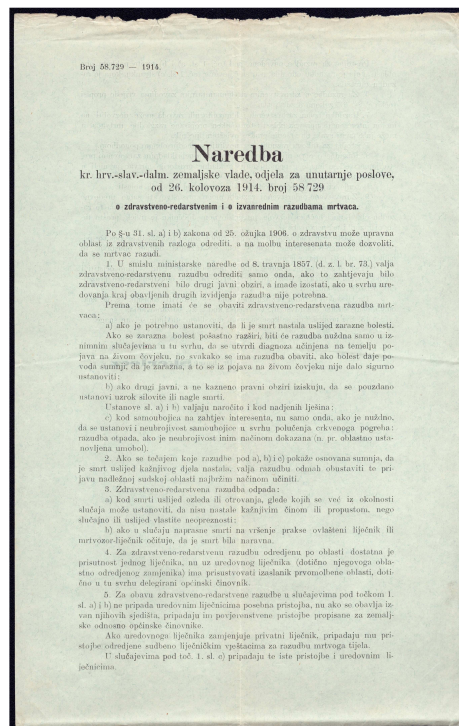 Broj 58.729 — 1914.
Naredba
kr. hrv.-slav.-dalm. zemaljske vlade, odjela za unutarnje poslove,
od 26. kolovoza 1914. broj 58 729
o zdravstveno-redarstvenim i o izvanrednim razudbama mrtvaca.
Po §-u 31. sl. a) i b) zakona od 25. ožujka 1906. o zdravstvu može upravna
oblast iz zdravstvenih razloga odrediti, a na molbu interesenata može dozvoliti,
da se mrtvac razudi.
1. U smislu ministarske naredbe od 8. travnja 1857. (d. z. l. br. 73.) valja
zdravstveno-redarstvenu razudbu odrediti samo onda, ako to zahtjevaju bilo
zdravstveni bilo drugi javni obziri, a imade izostati, ako u svrhu ure-
dovanja kraj obavljenih drugih izvidjenja razudba nije potrebna.
Prema tome imati će se obaviti zdravstveno-redarstvena razudba mrt-
vaca:
a) ako je potrebno ustanoviti, da li je smrt nastala uslijed zarazne bolesti.
Ako se zarazna bolest pošastno razširi, biti će razudba nuždna samo u iz-
nimnim slučajevima u tu svrhu, da se utvrdi diagnoza učinjena na temelju po-
java na živom čovjeku, no svakako se ima razudba obaviti, ako bolest daje po-
voda sumnji, da je zarazna, a to se iz pojava na živom čovjeku nije dalo sigurno
ustanoviti;
b) ako drugi javni, a ne kazneno pravni obziri iziskuju, da se pouzdano
ustanovi uzrok silovite ili nagle smrti.
Ustanove sl. a) i b) valjaju naročito i kod nadjenih lješina;
c) kod samoubojica na zahtjev interesenta, nu samo onda, ako je nuždno,
da se ustanovi i neubrojivost samoubojice u svrhu polučenja crkvenoga pogreba;
razudba otpada, ako je neubrojivost inim načinom dokazana (n. pr. oblastno usta-
novljena umobol).
2. Ako se tečajem koje razudbe pod a), b) i c) pokaže osnovana sumnja, da
je smrt uslijed kažnjivog djela nastala, valja razudbu odmah obustaviti te pri-
javu nadležnoj sudskoj oblasti najbržim načinom učiniti.
3. Zdravstveno-redarstvena razudba odpada:
a) kod smrti uslijed ozleda ili otrovanja, glede kojih se već iz okolnosti
slučaja može ustanoviti, da nisu nastale kažnjivim činom ili propustom, nego
slučajno ili uslijed vlastite neopreznosti;
b) ako u slučaju naprasne smrti na vršenje prakse ovlašteni liječnik ili
mrtvozor-liječnik očituje, da je smrt bila naravna.
4. Za zdravstveno-redarstvenu razudbu odredjenu po oblasti dostatna je
prisutnost jednog liječnika, nu uz uredovnog liječnika (dotično njegovoga obla-
stno odredjenog zamjenika) ima prisustvovati izaslanik prvomolbene oblasti, doti-
čno u tu svrhu delegirani općinski činovnik.
5. Za obavu zdravstveno-redarstvene razudbe u slučajevima pod točkom 1.
sl. a) i b) ne pripada uredovnim liječnicima posebna pristojba, nu ako se obavlja iz-
van njihovih sjedišta, pripadaju im povjerenstvene pristojbe propisane za zemalj-
ske odnosno općinske činovnike.
Ako uredovnoga liječnika zamjenjuje privatni liječnik, pripadaju mu pri-
stojbe odredjene sudbeno liječničkim vještacima za razudbu mrtvoga tijela.
U slučajevima pod toč. 1. sl. c) pripadaju te iste pristojbe i uredovnim li-
ječnicima.